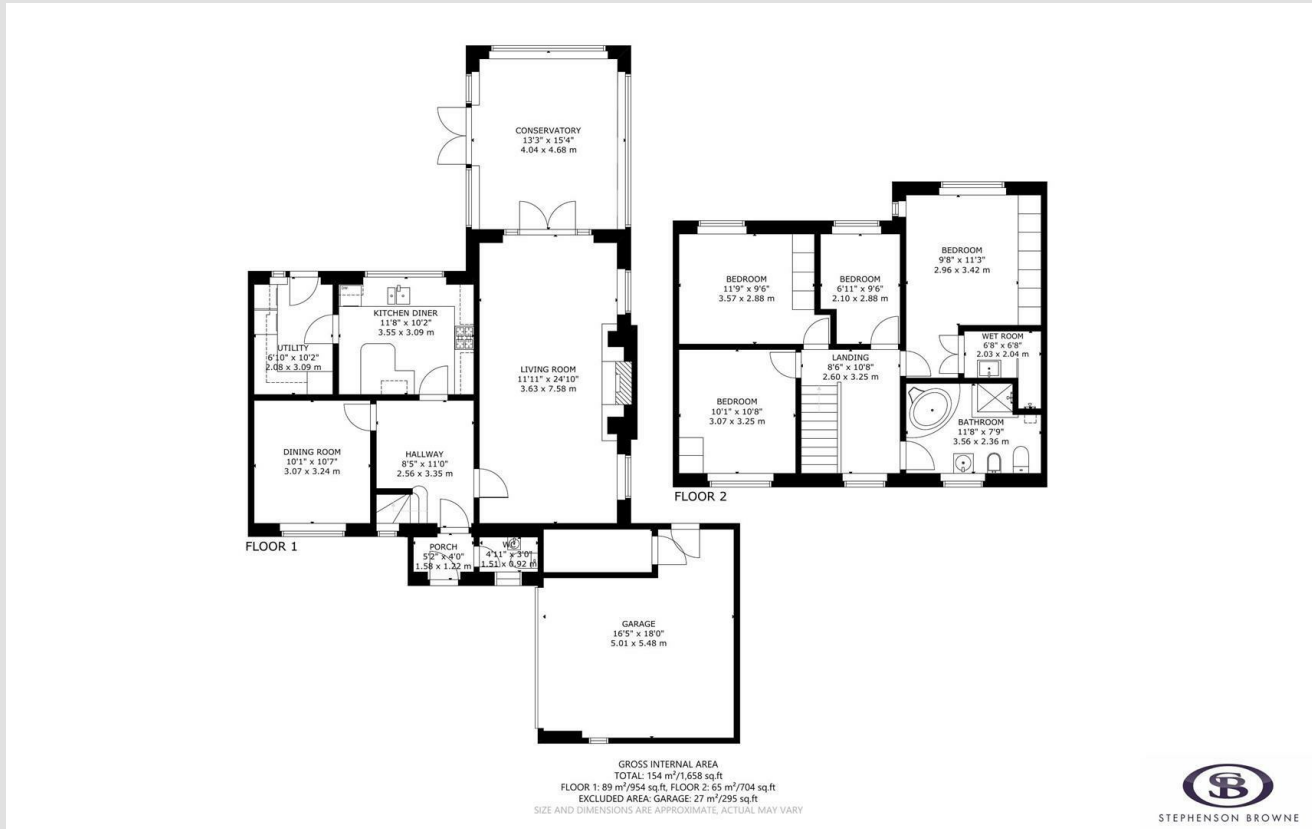 CONSERVATORY
13'3" x 15'4"
4.04 x 4.68 m
KITCHEN DINER
11'8" x 10'2"
3.55 x 3.09 m
UTILITY
6'10" x 10'2"
2.08 x 3.09 m
LIVING ROOM
11'11" x 24'10"
3.63 x 7.58 m
DINING ROOM
10'1" x 10'7"
3.07 x 3.24 m
HALLWAY
8'5" x 11'0"
2.56 x 3.35 m
FLOOR 1
PORCH
5'2" x 4'0"
1.58 x 1.22 m
WC
4'11" x 3'0"
1.51 x 0.92 m
GARAGE
16'5" x 18'0"
5.01 x 5.48 m
BEDROOM
11'9" x 9'6"
3.57 x 2.88 m
BEDROOM
6'11" x 9'6"
2.10 x 2.88 m
BEDROOM
9'8" x 11'3"
2.96 x 3.42 m
WET ROOM
6'8" x 6'8"
2.03 x 2.04 m
LANDING
8'6" x 10'8"
2.60 x 3.25 m
BEDROOM
10'1" x 10'8"
3.07 x 3.25 m
BATHROOM
11'8" x 7'9"
3.56 x 2.36 m
FLOOR 2
GROSS INTERNAL AREA
TOTAL: 154 m²/1,658 sq.ft
FLOOR 1: 89 m²/954 sq.ft, FLOOR 2: 65 m²/704 sq.ft
EXCLUDED AREA: GARAGE: 27 m²/295 sq.ft
SIZE AND DIMENSIONS ARE APPROXIMATE, ACTUAL MAY VARY
SB
STEPHENSON BROWNE